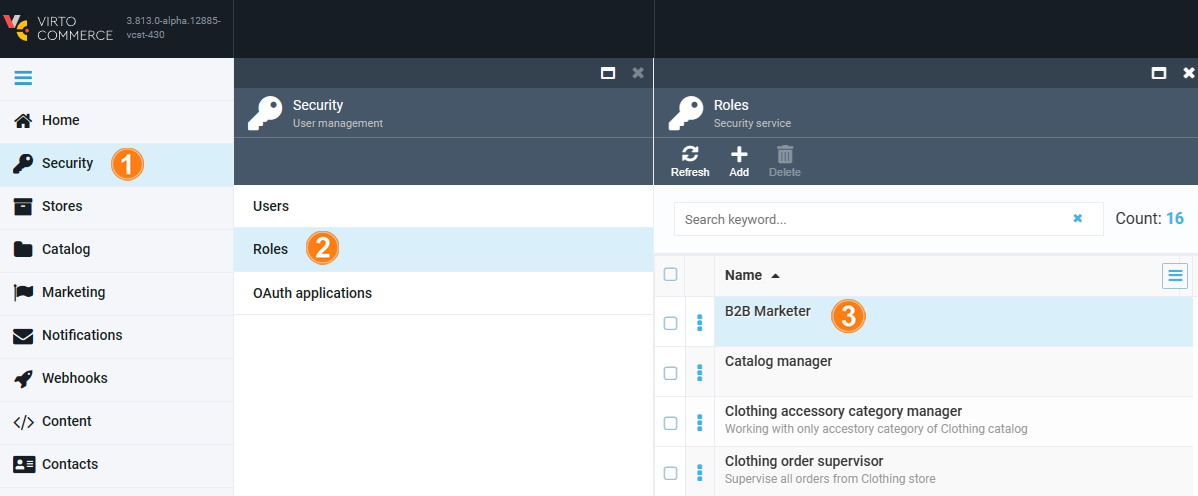 VIRTO
COMMERCE
3.813.0-alpha.12885-
vcst-430
Home
Security
1
Stores
Catalog
Marketing
Notifications
Webhooks
Content
Contacts
Security
User management
Users
Roles
2
OAuth applications
Roles
Security service
Refresh
Add
Delete
Search keyword...
Count: 16
Name
B2B Marketer
3
Catalog manager
Clothing accessory category manager
Working with only accestory category of Clothing catalog
Clothing order supervisor
Supervise all orders from Clothing store